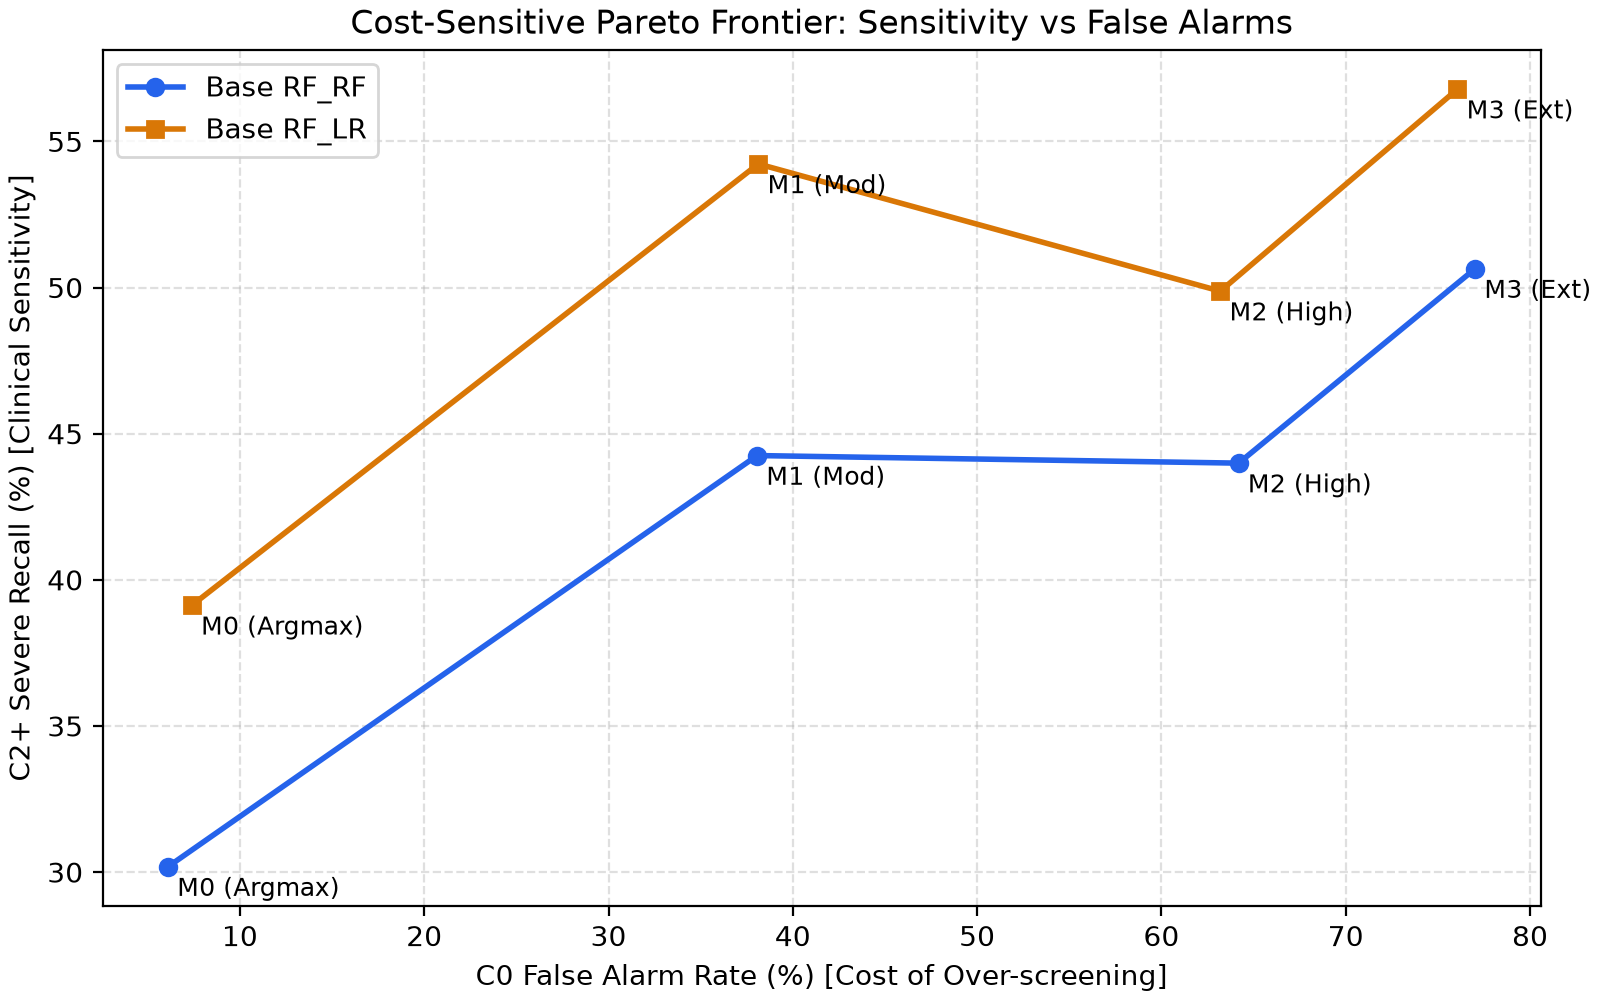 Cost-Sensitive Pareto Frontier: Sensitivity vs False Alarms
Base RF_RF
Base RF_LR
C2+ Severe Recall (%) [Clinical Sensitivity]
55
50
45
40
35
30
M3 (Ext)
M1 (Mod)
M3 (Ext)
M2 (High)
M1 (Mod)
M2 (High)
M0 (Argmax)
M0 (Argmax)
10 20 30 40 50 60 70 80
C0 False Alarm Rate (%) [Cost of Over-screening]